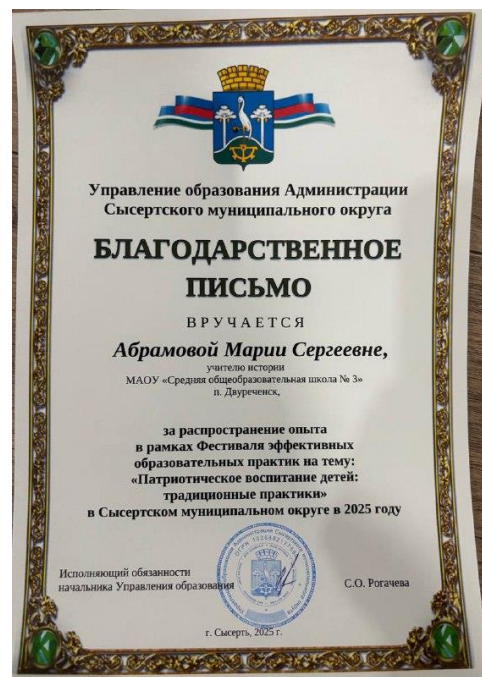 Управление образования Администрации
Сысертского муниципального округа
БЛАГОДАРСТВЕННОЕ
ПИСЬМО
ВРУЧАЕТСЯ
Абрамовой Марии Сергеевне,
учителю истории
МАОУ «Средняя общеобразовательная школа № 3»
п. Двуреченск,
за распространение опыта
в рамках Фестиваля эффективных
образовательных практик на тему:
«Патриотическое воспитание детей:
традиционные практики»
в Сысертском муниципальном округе в 2025 году
Исполняющий обязанности
начальника Управления образования
С.О. Рогачева
г. Сысерть, 2025 г.